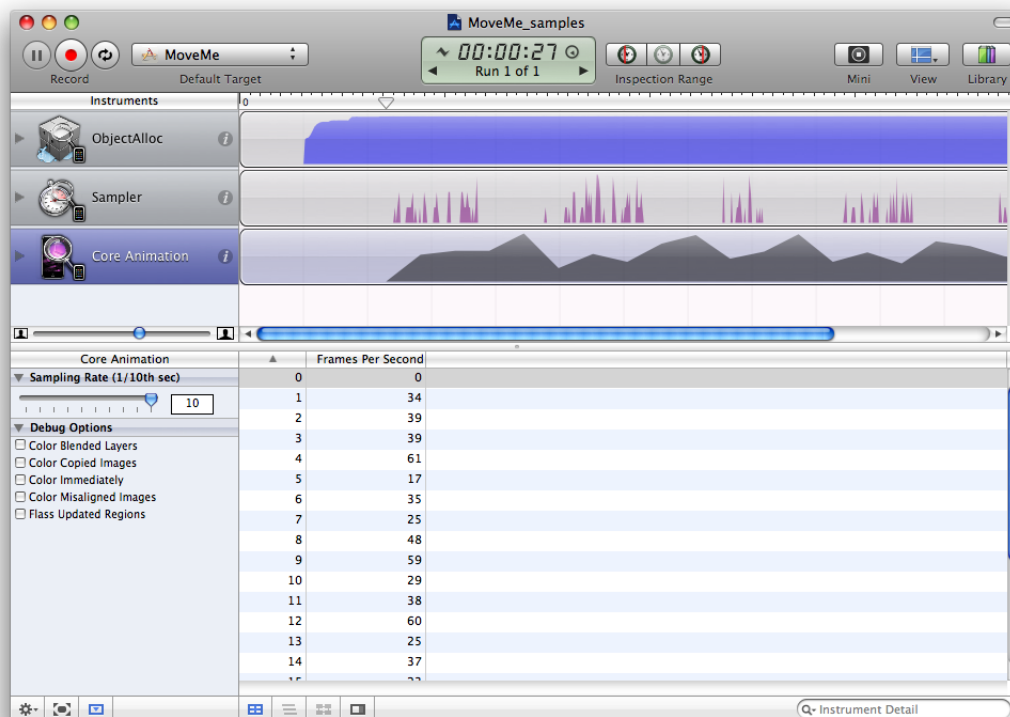 MoveMe_samples
MoveMe
00:00:27
Run 1 of 1
Record
Default Target
Inspection Range
Mini
View
Library
Instruments
0
ObjectAlloc
Sampler
Core Animation
Core Animation
Frames Per Second
Sampling Rate (1/10th sec)
10
Debug Options
Color Blended Layers
Color Copied Images
Color Immediately
Color Misaligned Images
Flass Updated Regions
0 0
1 34
2 39
3 39
4 61
5 17
6 35
7 25
8 48
9 59
10 29
11 38
12 60
13 25
14 37
Instrument Detail